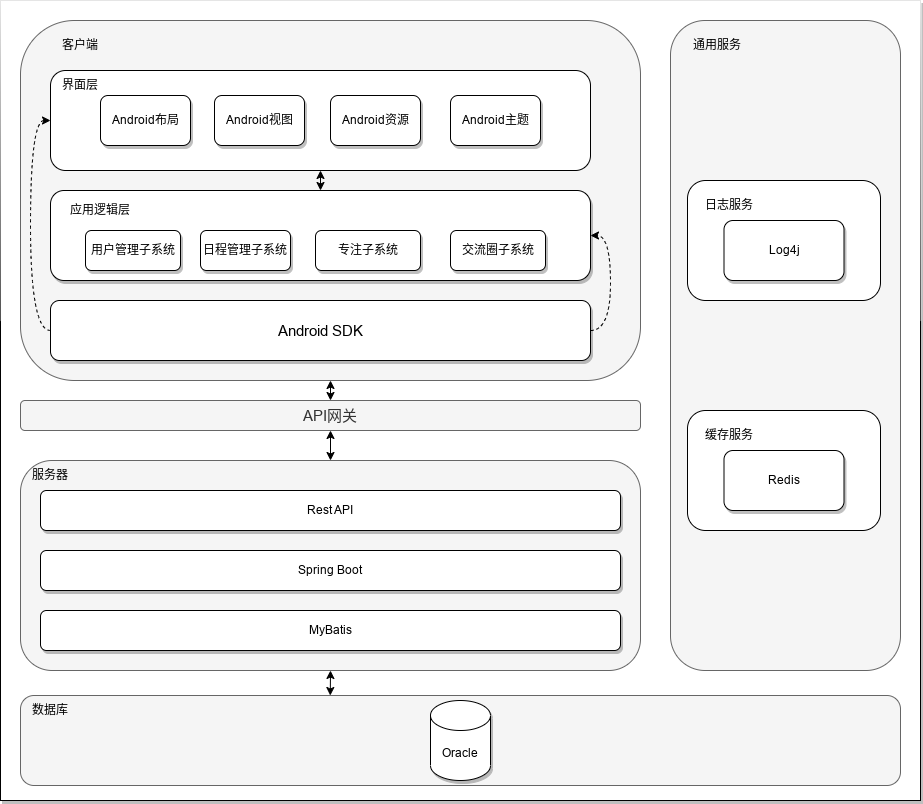 客户端
界面层
Android布局
Android视图
Android资源
Android主题
应用逻辑层
用户管理子系统
日程管理子系统
专注子系统
交流圈子系统
Android SDK
API网关
服务器
Rest API
Spring Boot
MyBatis
通用服务
日志服务
Log4j
缓存服务
Redis
数据库
Oracle